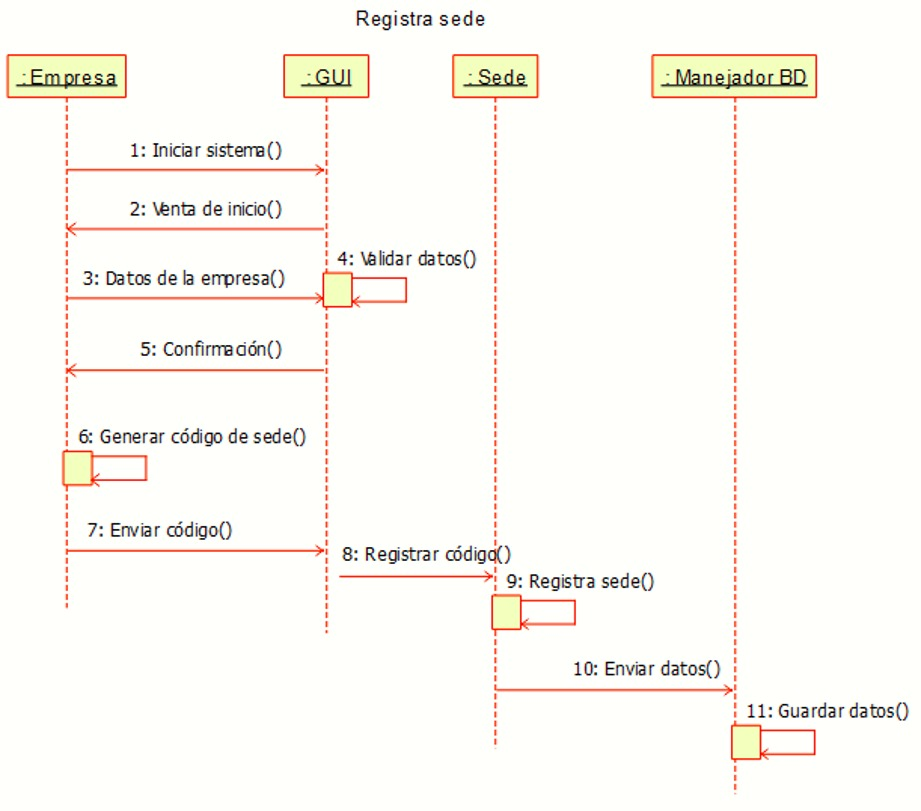 Registra sede
: Empresa
: GUI
: Sede
: Manejador BD
1: Iniciar sistema()
2: Venta de inicio()
4: Validar datos()
3: Datos de la empresa()
5: Confirmación()
6: Generar código de sede()
7: Enviar código()
8: Registrar código()
9: Registra sede()
10: Enviar datos()
11: Guardar datos()